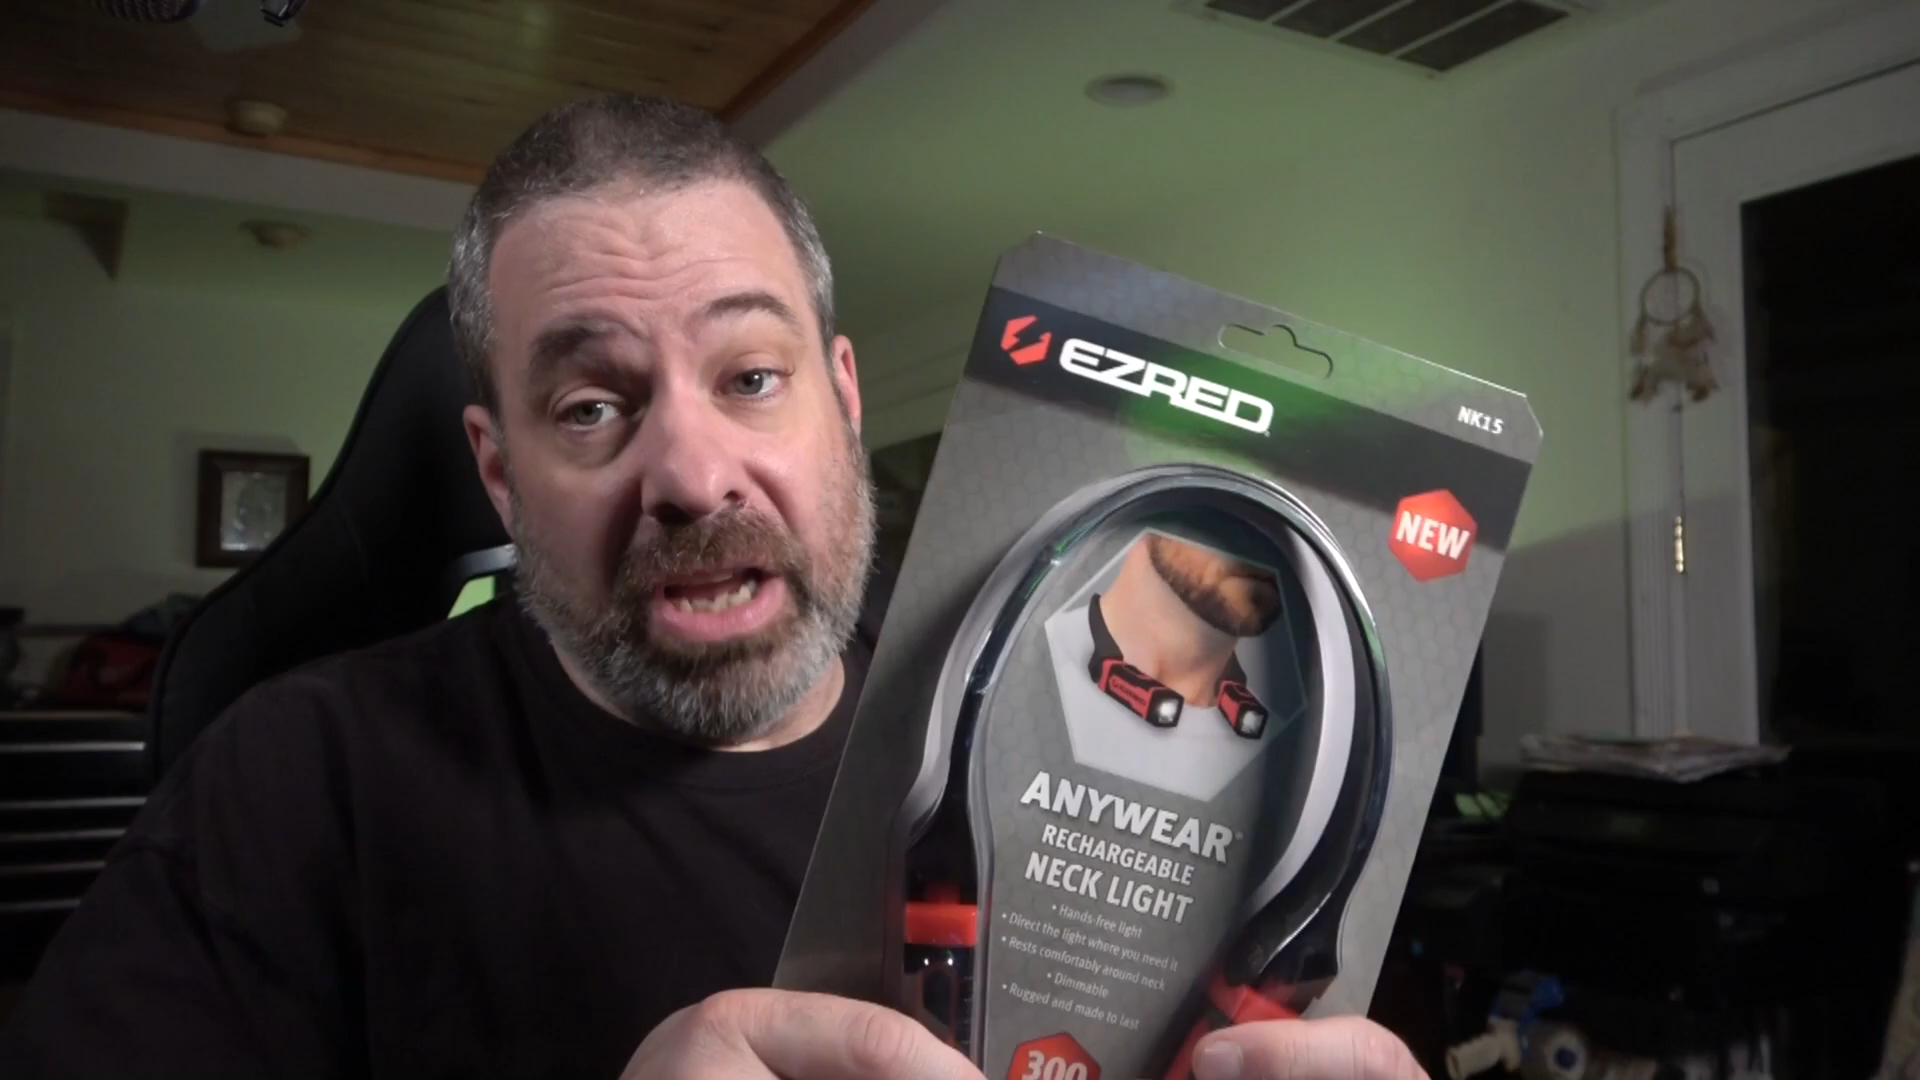 EZRED
NK15
NEW
ANYWEAR®
RECHARGEABLE
NECK LIGHT
• Hands-free light
• Direct the light where you need it
• Rests comfortably around neck
• Dimmable
• Rugged and made to last
300